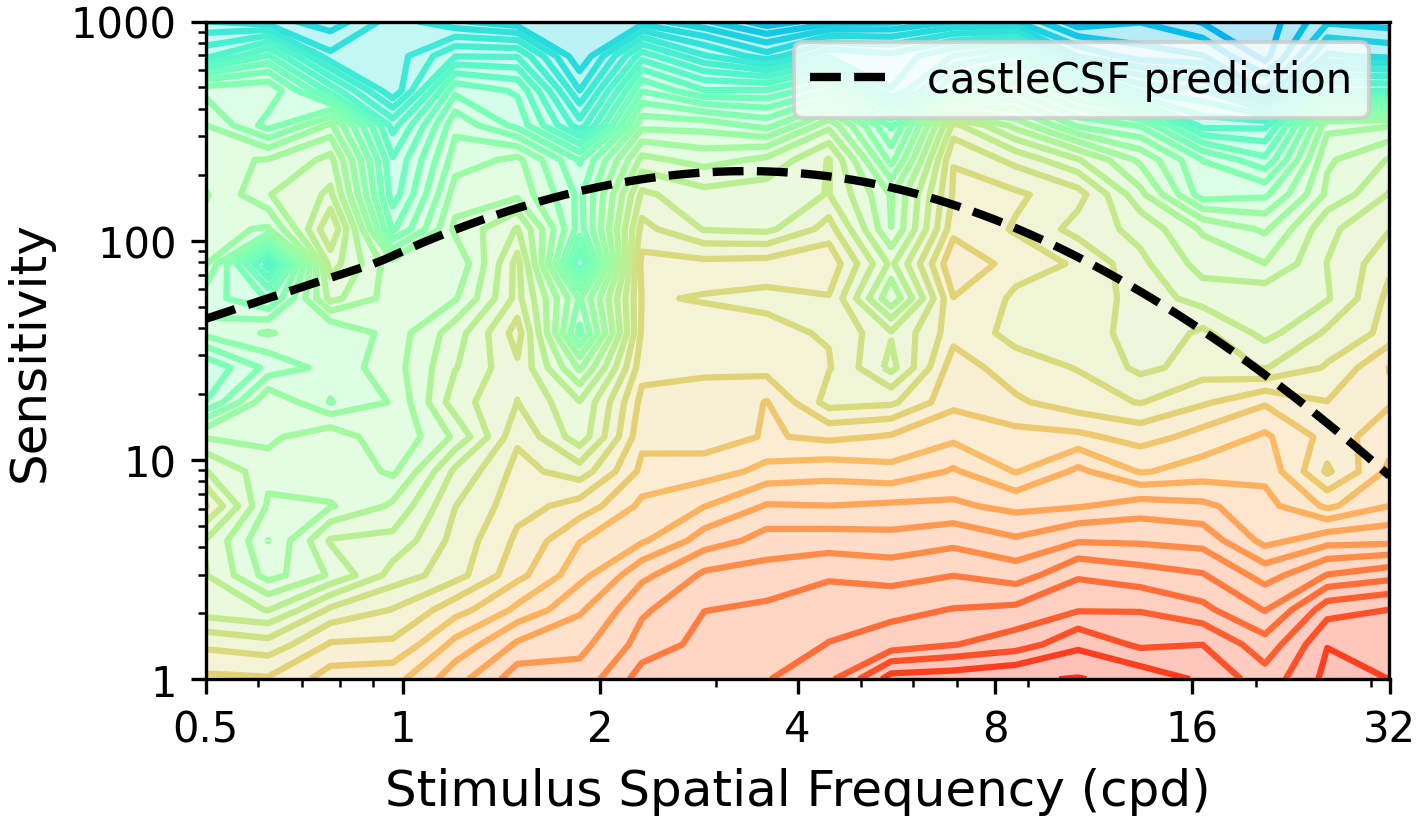 1000
100
10
1
Sensitivity
castleCSF prediction
0.5 1 2 4 8 16 32
Stimulus Spatial Frequency (cpd)